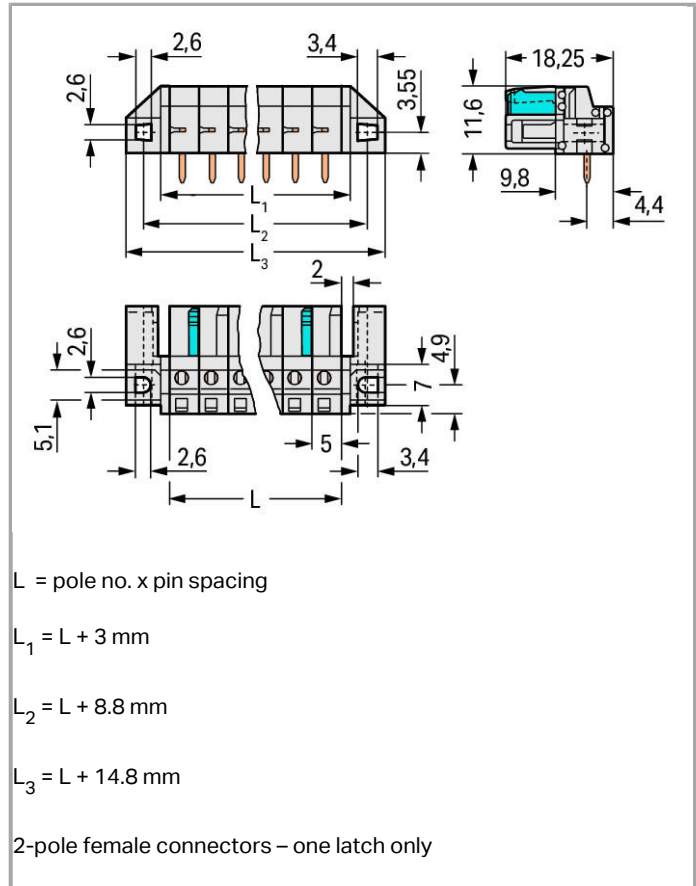 2,6
3,4
2,6
3,55
L1
L2
L3
18,25
11,6
9,8
4,4
2
2,6
5,1
4,9
7
2,6
5
3,4
L
L = pole no. x pin spacing
L1 = L + 3 mm
L2 = L + 8.8 mm
L3 = L + 14.8 mm
2-pole female connectors – one latch only